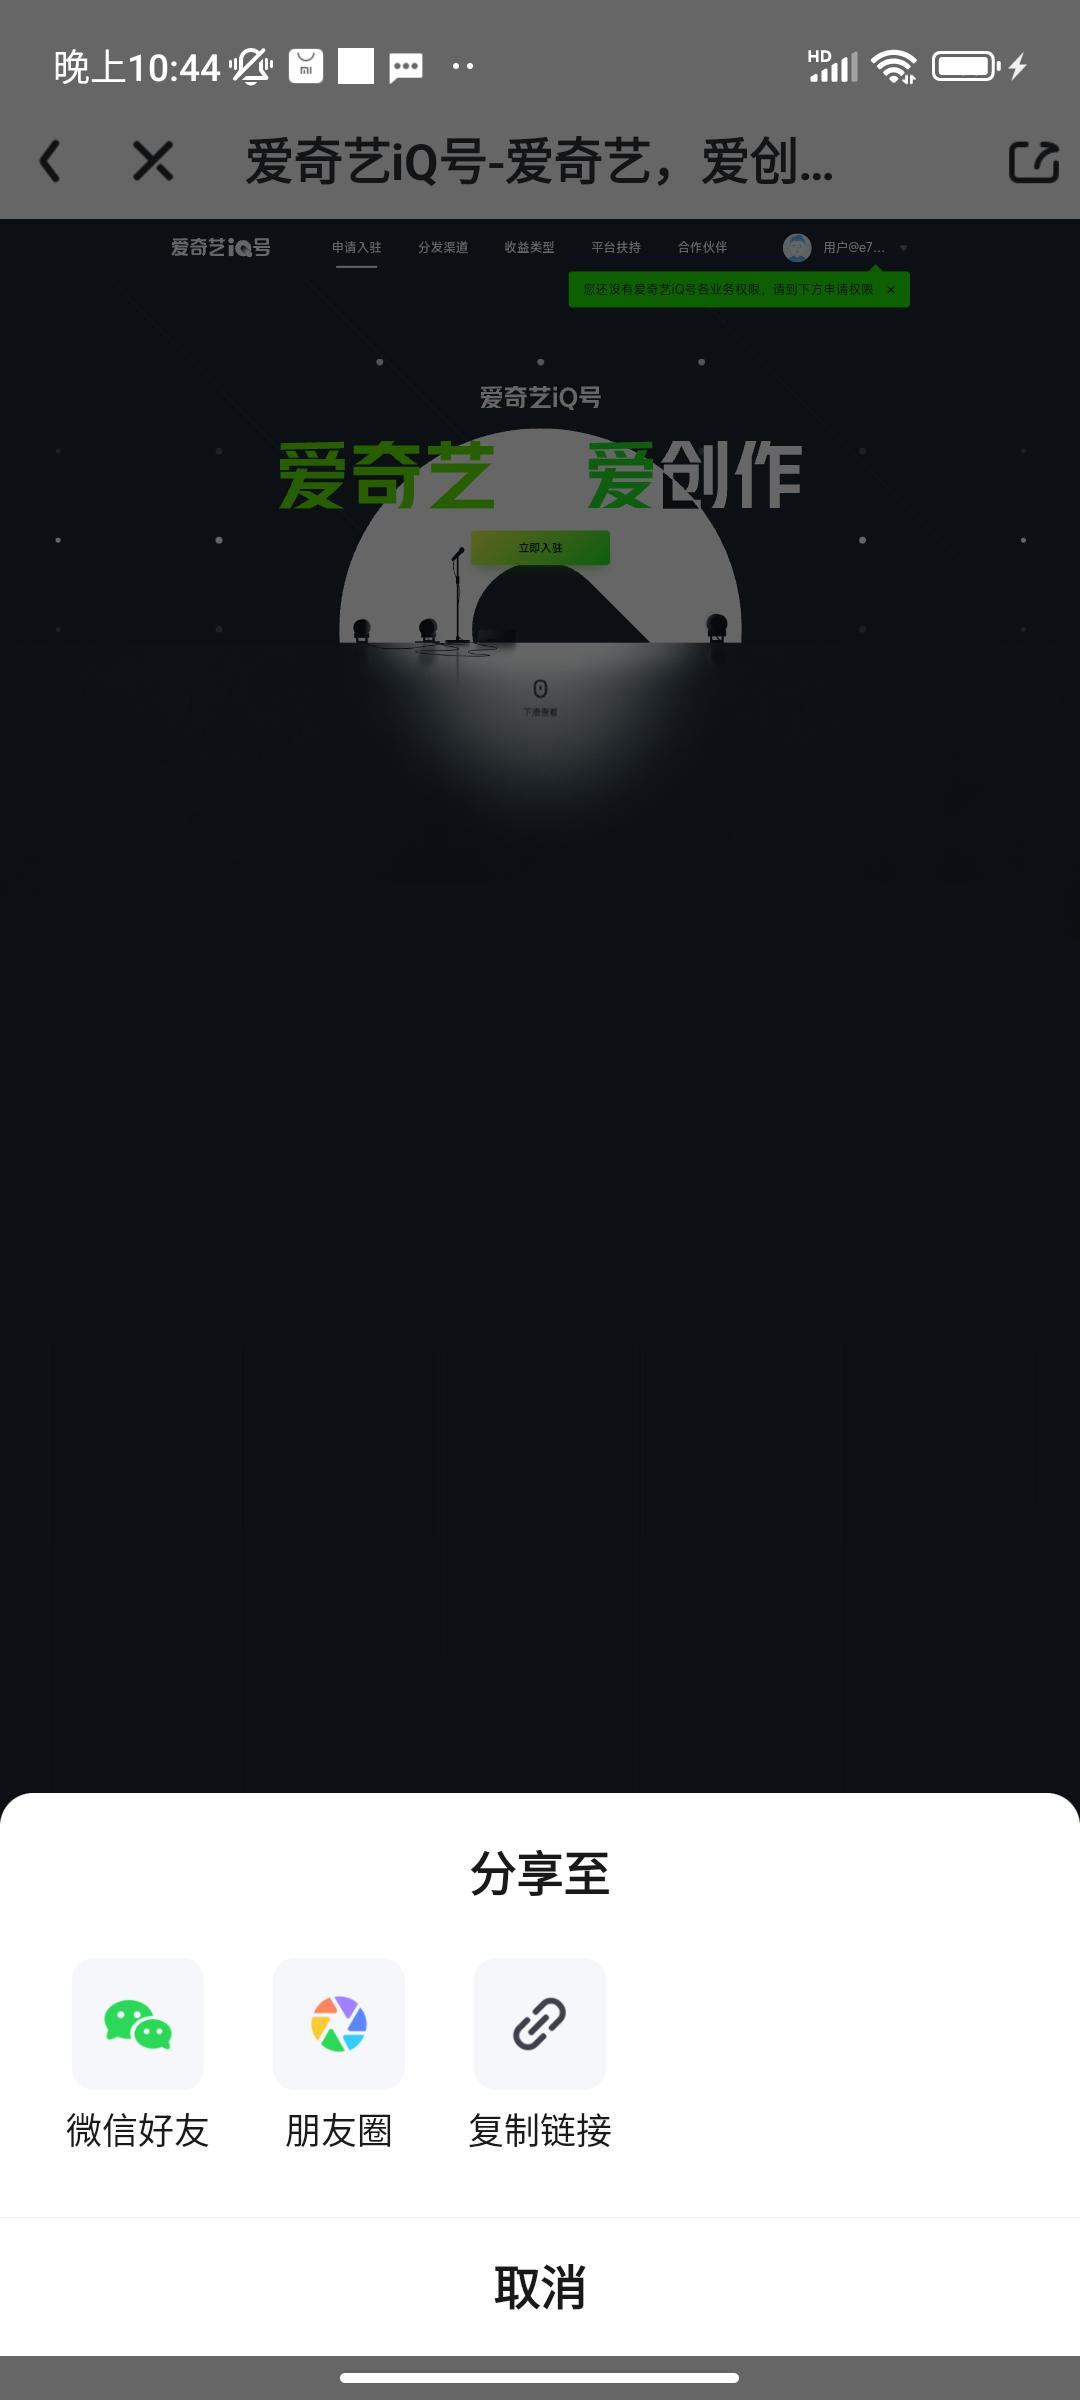 晚上10:44
HD
爱奇艺iQ号-爱奇艺，爱创...
爱奇艺iQ号
申请入驻 分发渠道 收益类型 平台扶持 合作伙伴 用户@e7...
您还没有爱奇艺iQ号各业务权限，请到下方申请权限 ×
爱奇艺iQ号
爱奇艺 爱创作
立即入驻
下滑查看
分享至
微信好友 朋友圈 复制链接
取消